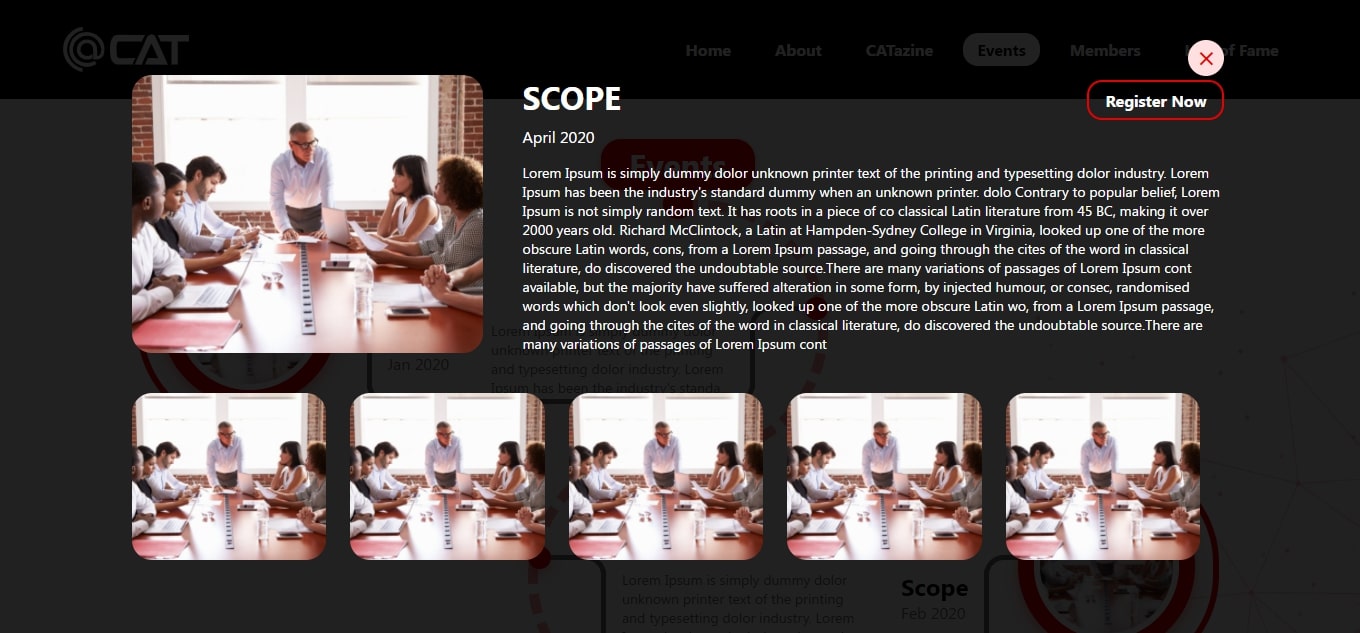 @CAT
Home
About
CATazine
Events
Members
of Fame
SCOPE
Register Now
April 2020
Events
Lorem Ipsum is simply dummy dolor unknown printer text of the printing and typesetting dolor industry. Lorem
Ipsum has been the industry's standard dummy when an unknown printer. dolo Contrary to popular belief, Lorem
Ipsum is not simply random text. It has roots in a piece of co classical Latin literature from 45 BC, making it over
2000 years old. Richard McClintock, a Latin at Hampden-Sydney College in Virginia, looked up one of the more
obscure Latin words, cons, from a Lorem Ipsum passage, and going through the cites of the word in classical
literature, do discovered the undoubtable source.There are many variations of passages of Lorem Ipsum cont
available, but the majority have suffered alteration in some form, by injected humour, or consec, randomised
words which don't look even slightly, looked up one of the more obscure Latin wo, from a Lorem Ipsum passage,
and going through the cites of the word in classical literature, do discovered the undoubtable source.There are
many variations of passages of Lorem Ipsum cont
Jan 2020
Lorem
unknown printer text of the printing
and typesetting dolor industry. Lorem
Ipsum has been the industry's standa
Lorem Ipsum is simply dummy dolor
unknown printer text of the printing
and typesetting dolor industry. Lorem
Scope
Feb 2020